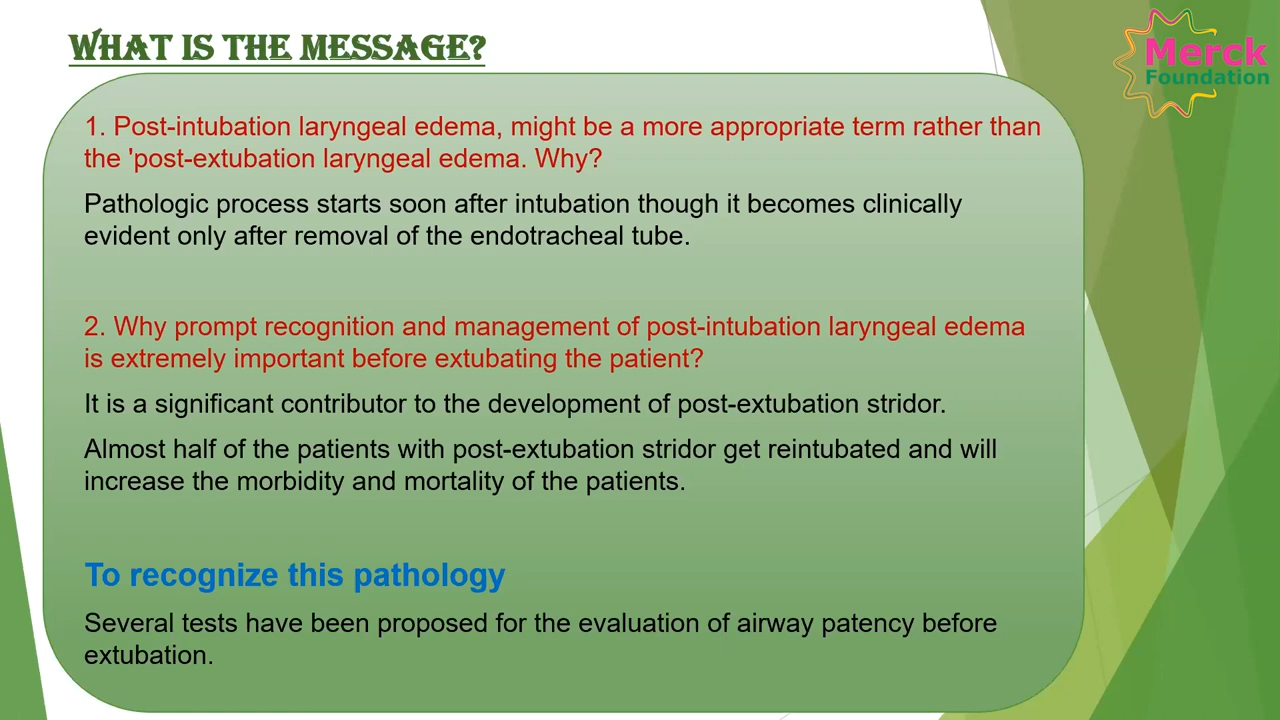 WHAT IS THE MESSAGE?
Merck
Foundation
1. Post-intubation laryngeal edema, might be a more appropriate term rather than
the 'post-extubation laryngeal edema. Why?
Pathologic process starts soon after intubation though it becomes clinically
evident only after removal of the endotracheal tube.
2. Why prompt recognition and management of post-intubation laryngeal edema
is extremely important before extubating the patient?
It is a significant contributor to the development of post-extubation stridor.
Almost half of the patients with post-extubation stridor get reintubated and will
increase the morbidity and mortality of the patients.
To recognize this pathology
Several tests have been proposed for the evaluation of airway patency before
extubation.